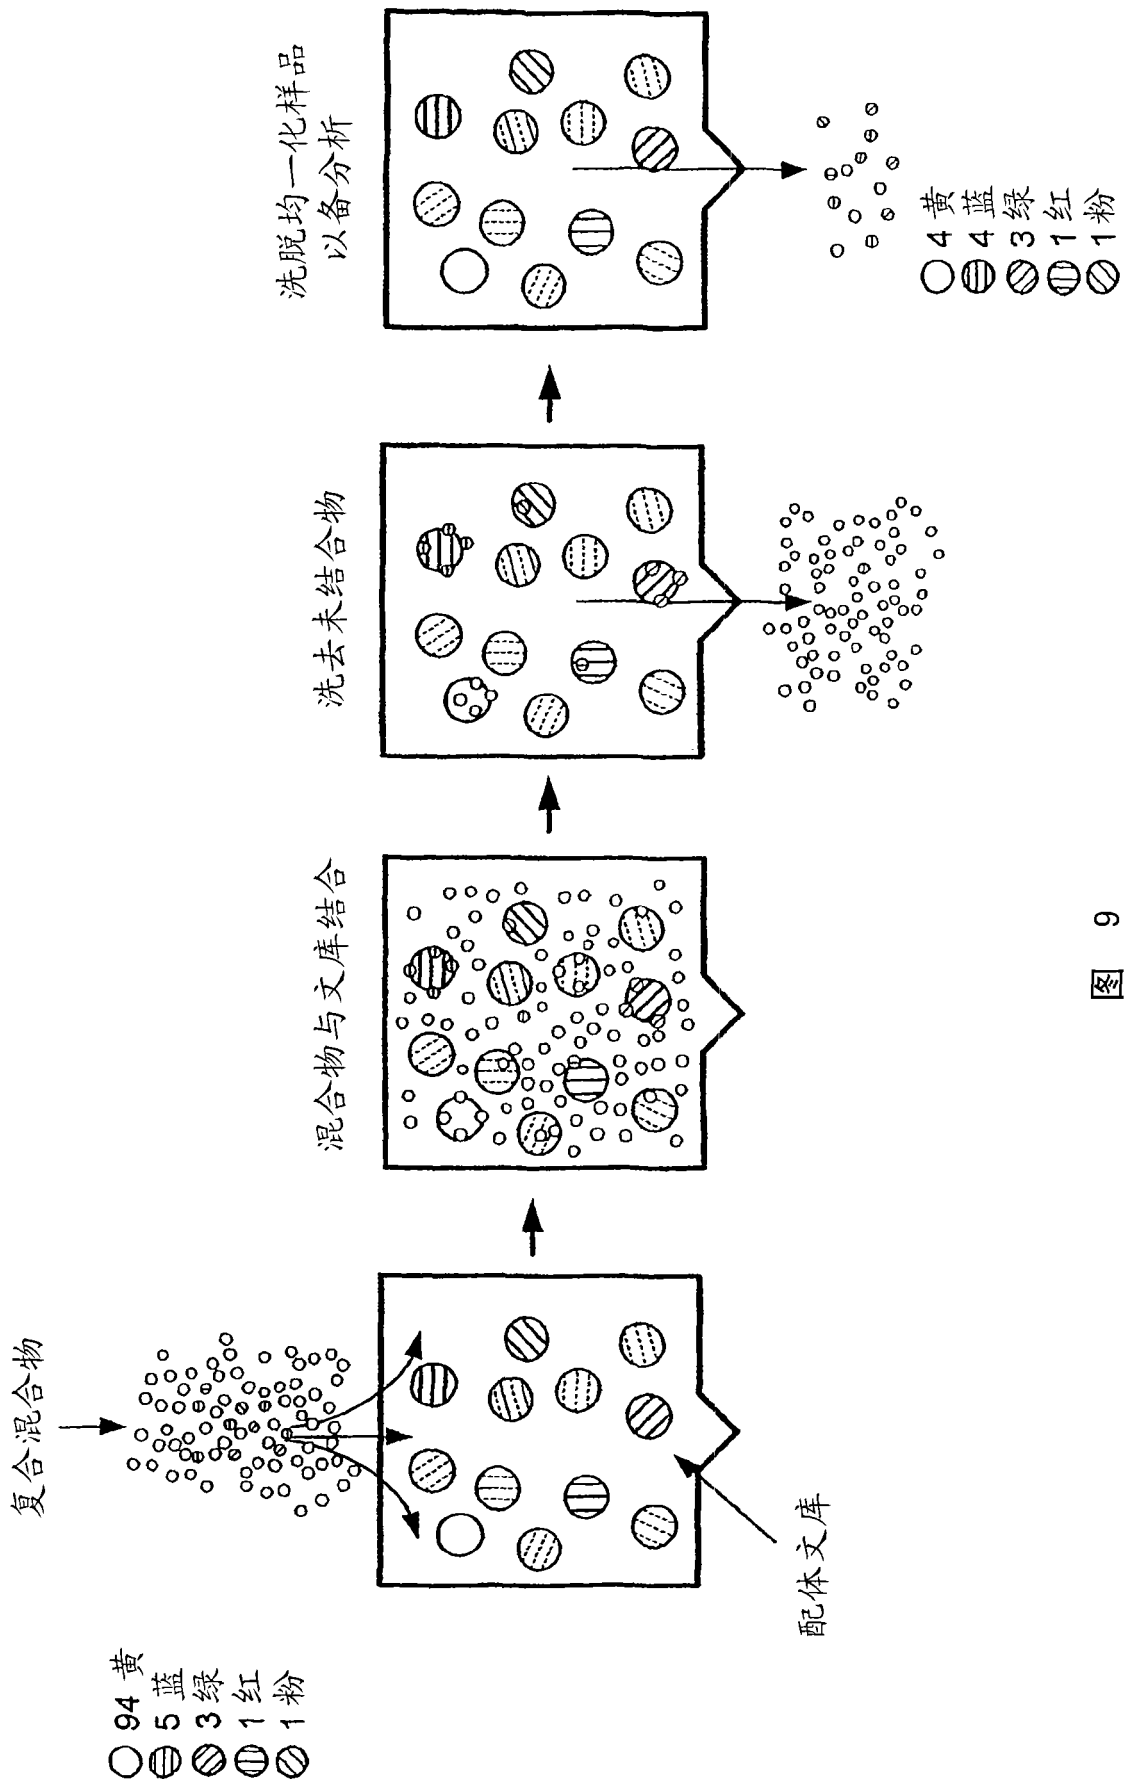 复合混合物
94 黄
5 蓝
3 绿
1 红
1 粉
配体文库
混合物与文库结合
洗去未结合物
洗脱均一化样品
以备分析
4 黄
4 蓝
3 绿
1 红
1 粉
图 9